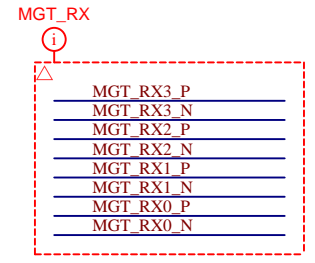 MGT_RX
i
MGT_RX3_P
MGT_RX3_N
MGT_RX2_P
MGT_RX2_N
MGT_RX1_P
MGT_RX1_N
MGT_RX0_P
MGT_RX0_N